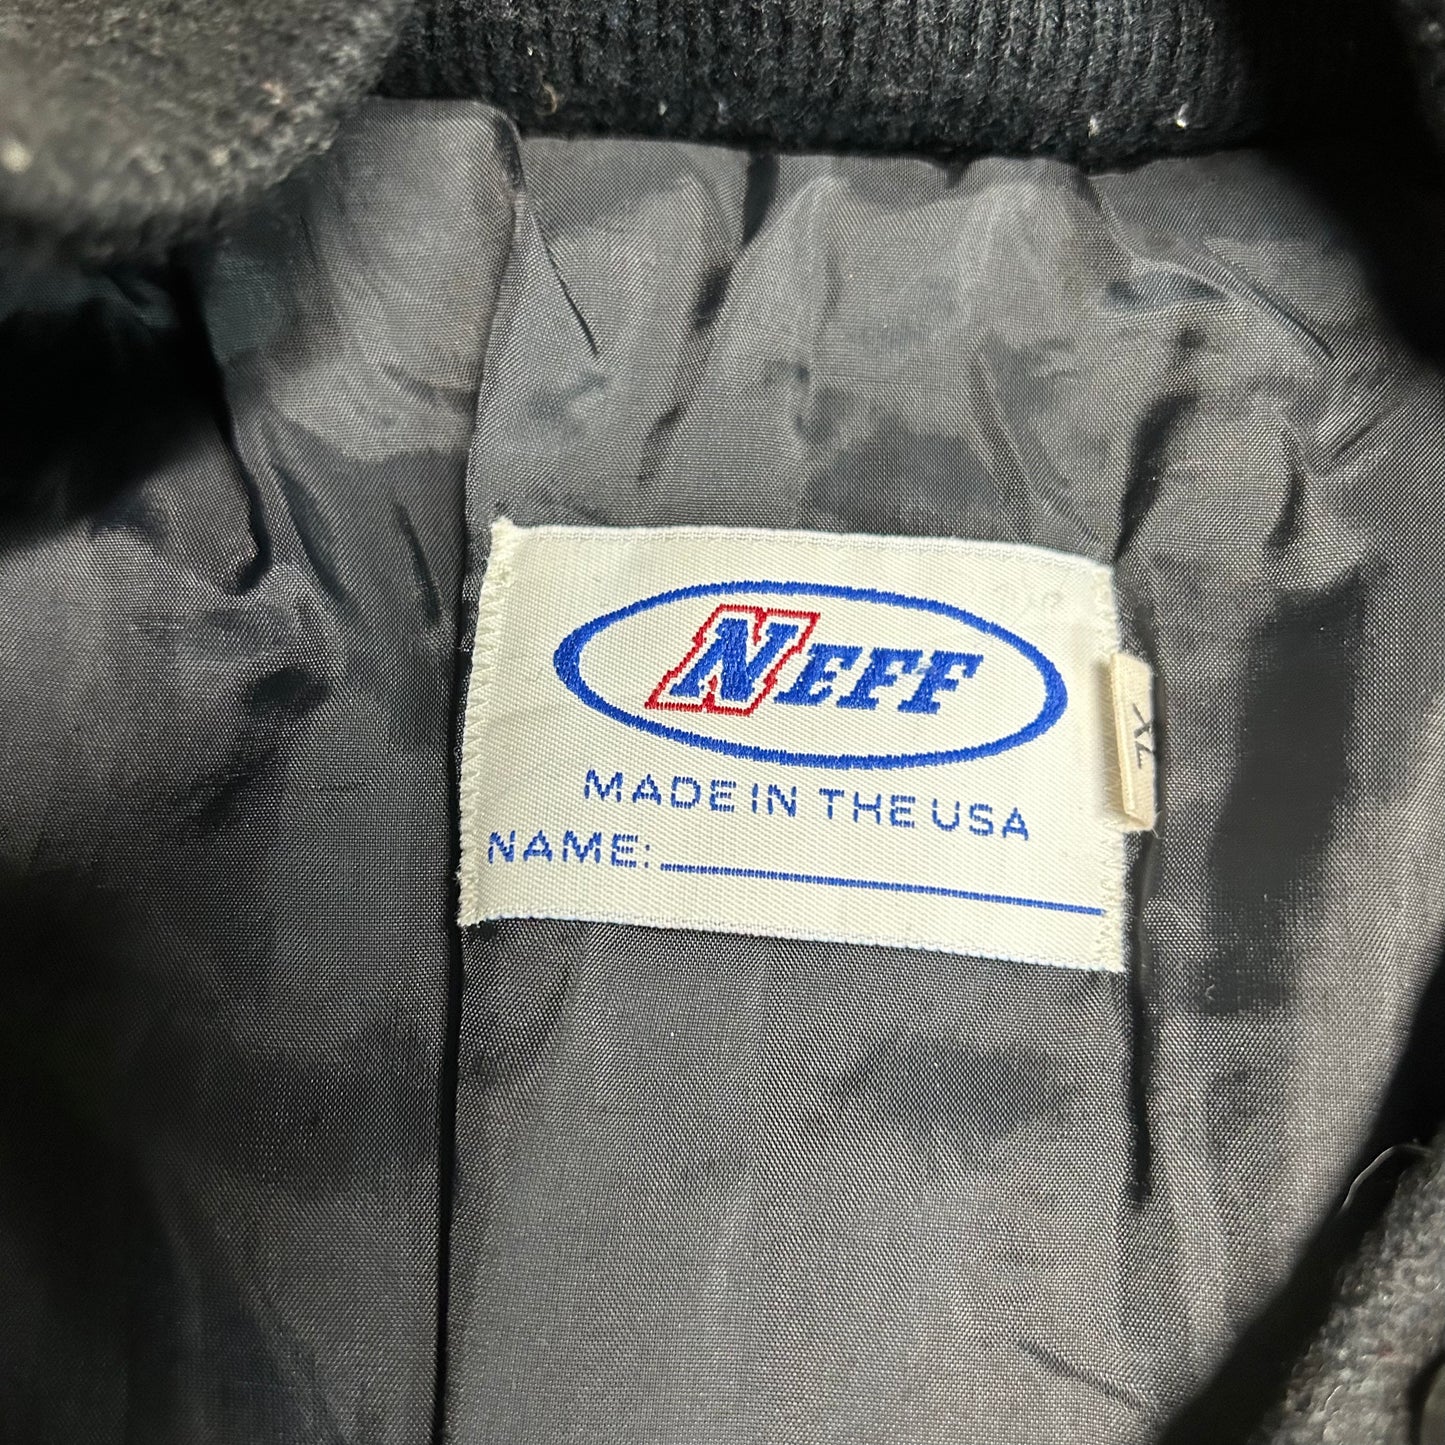 NEFF
MADE IN THE USA
NAME:
XL